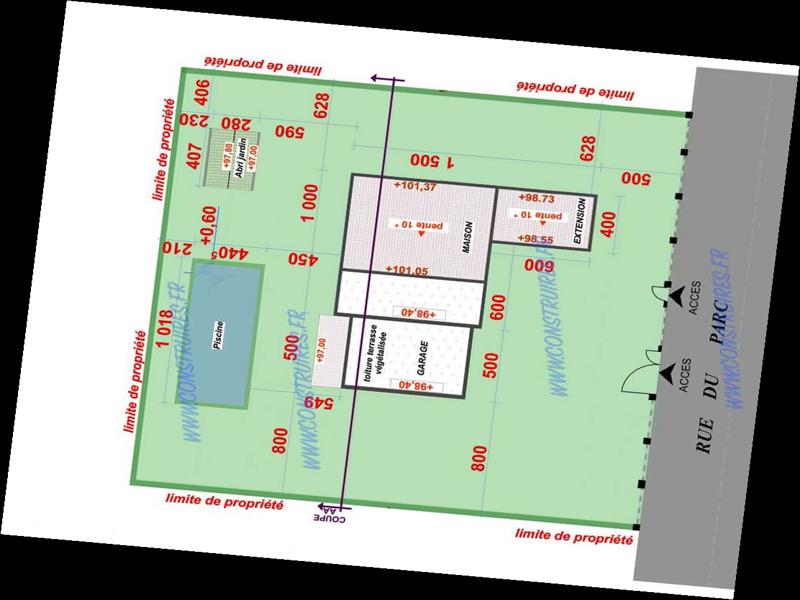 limite de propriété
limite de propriété
limite de propriété
406
628
230
280
590
407
+97,80
Abri jardin
+97,00
628
1 500
500
1 000
+101,37
pente 10°
MAISON
+101,05
+98.73
pente 10°
+98.55
EXTENSION
400
+0,60
210
440
450
600
1 018
Piscine
500
+97,00
+98,40
600
toiture terrasse
végétalisée
GARAGE
+98,40
500
549
800
800
ACCES
ACCES
RUE DU PARC
limite de propriété
limite de propriété
limite de propriété
COUPE
AA
WWW.CONSTRUIRES.FR
WWW.CONSTRUIRES.FR
WWW.CONSTRUIRES.FR
WWW.CONSTRUIRES.FR